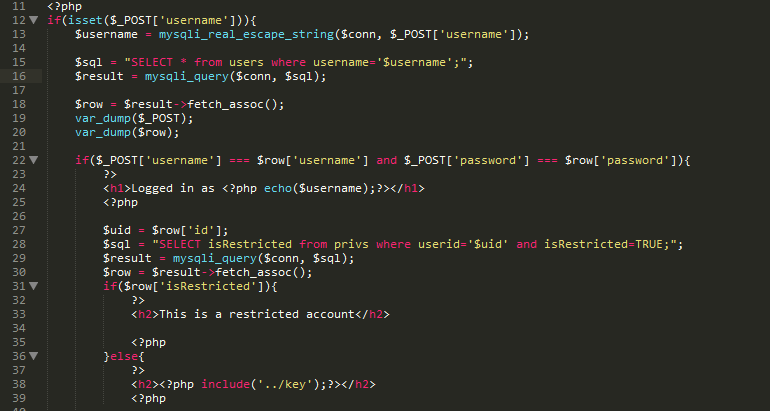 11 <?php
12 if(isset($_POST['username'])){
13     $username = mysqli_real_escape_string($conn, $_POST['username']);
14
15     $sql = "SELECT * from users where username='$username';";
16     $result = mysqli_query($conn, $sql);
17
18     $row = $result->fetch_assoc();
19     var_dump($_POST);
20     var_dump($row);
21
22     if($_POST['username'] === $row['username'] and $_POST['password'] === $row['password']){
23         ?>
24         <h1>Logged in as <?php echo($username);?></h1>
25         <?php
26
27         $uid = $row['id'];
28         $sql = "SELECT isRestricted from privs where userid='$uid' and isRestricted=TRUE;";
29         $result = mysqli_query($conn, $sql);
30         $row = $result->fetch_assoc();
31         if($row['isRestricted']){
32             ?>
33             <h2>This is a restricted account</h2>
34
35             <?php
36         }else{
37             ?>
38             <h2><?php include('../key');?></h2>
39             <?php